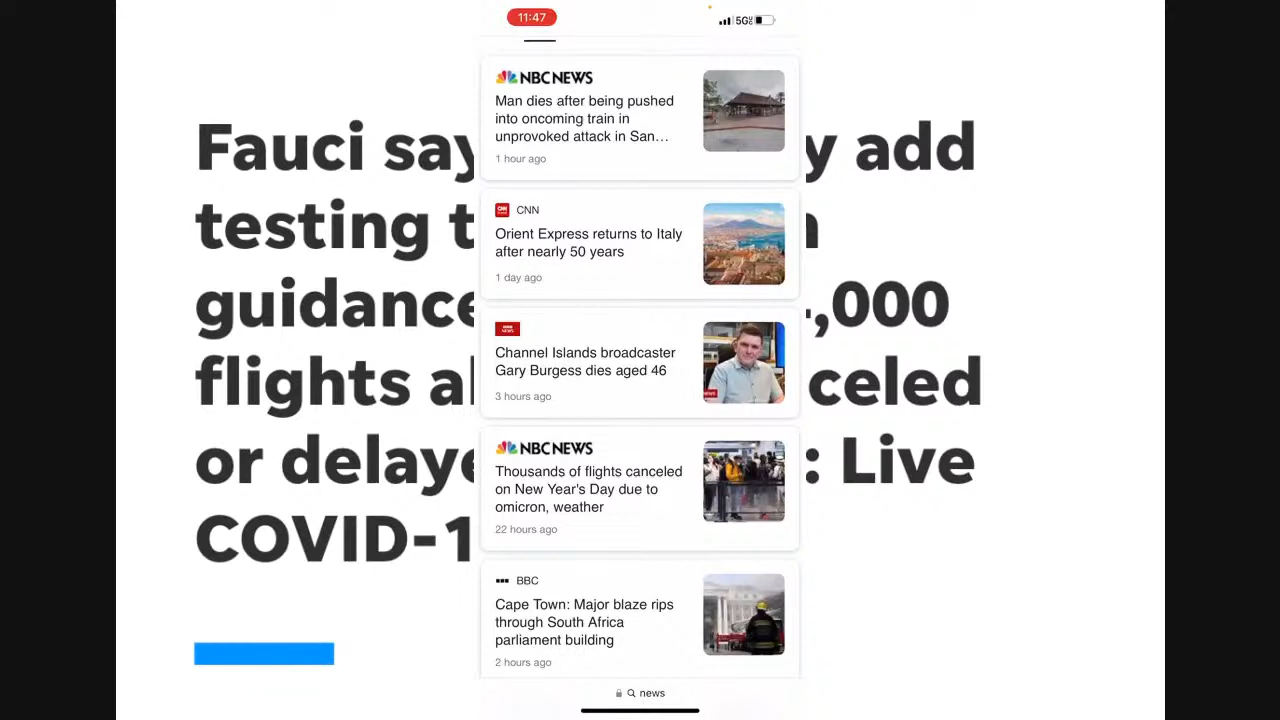 11:47
5G
NBC NEWS
Man dies after being pushed
into oncoming train in
unprovoked attack in San...
1 hour ago
CNN
Orient Express returns to Italy
after nearly 50 years
1 day ago
Channel Islands broadcaster
Gary Burgess dies aged 46
3 hours ago
NBC NEWS
Thousands of flights canceled
on New Year's Day due to
omicron, weather
22 hours ago
BBC
Cape Town: Major blaze rips
through South Africa
parliament building
2 hours ago
news
Fauci say y add
testing t
guidance ,000
flights al celed
or delaye : Live
COVID-1